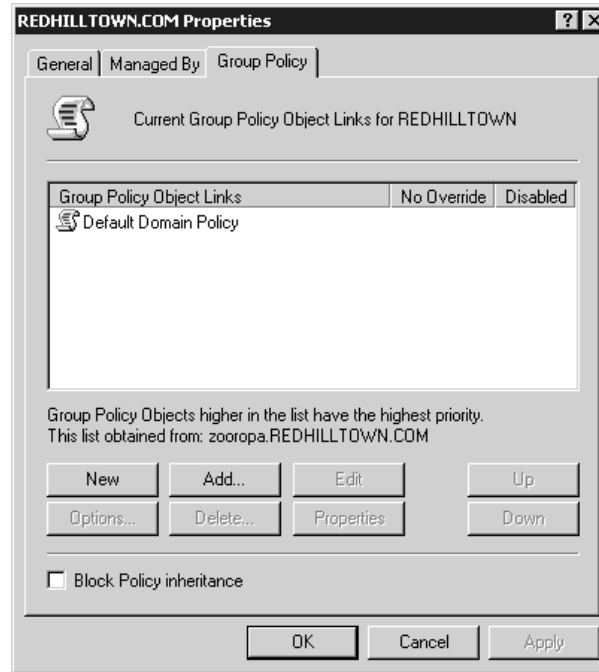 REDHILLTOWN.COM Properties
General Managed By Group Policy
Current Group Policy Object Links for REDHILLTOWN
Group Policy Object Links No Override Disabled
Default Domain Policy
Group Policy Objects higher in the list have the highest priority.
This list obtained from: zooropa.REDHILLTOWN.COM
New Add... Edit Up
Options... Delete... Properties Down
Block Policy inheritance
OK Cancel Apply